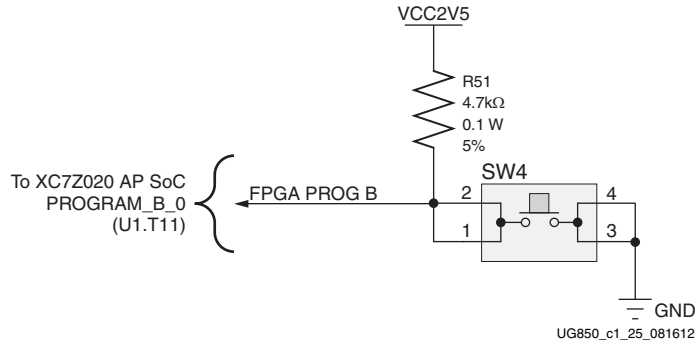 VCC2V5
R51
4.7kΩ
0.1 W
5%
To XC7Z020 AP SoC
PROGRAM_B_0
(U1.T11)
FPGA PROG B
SW4
2
4
1
3
GND
UG850_c1_25_081612